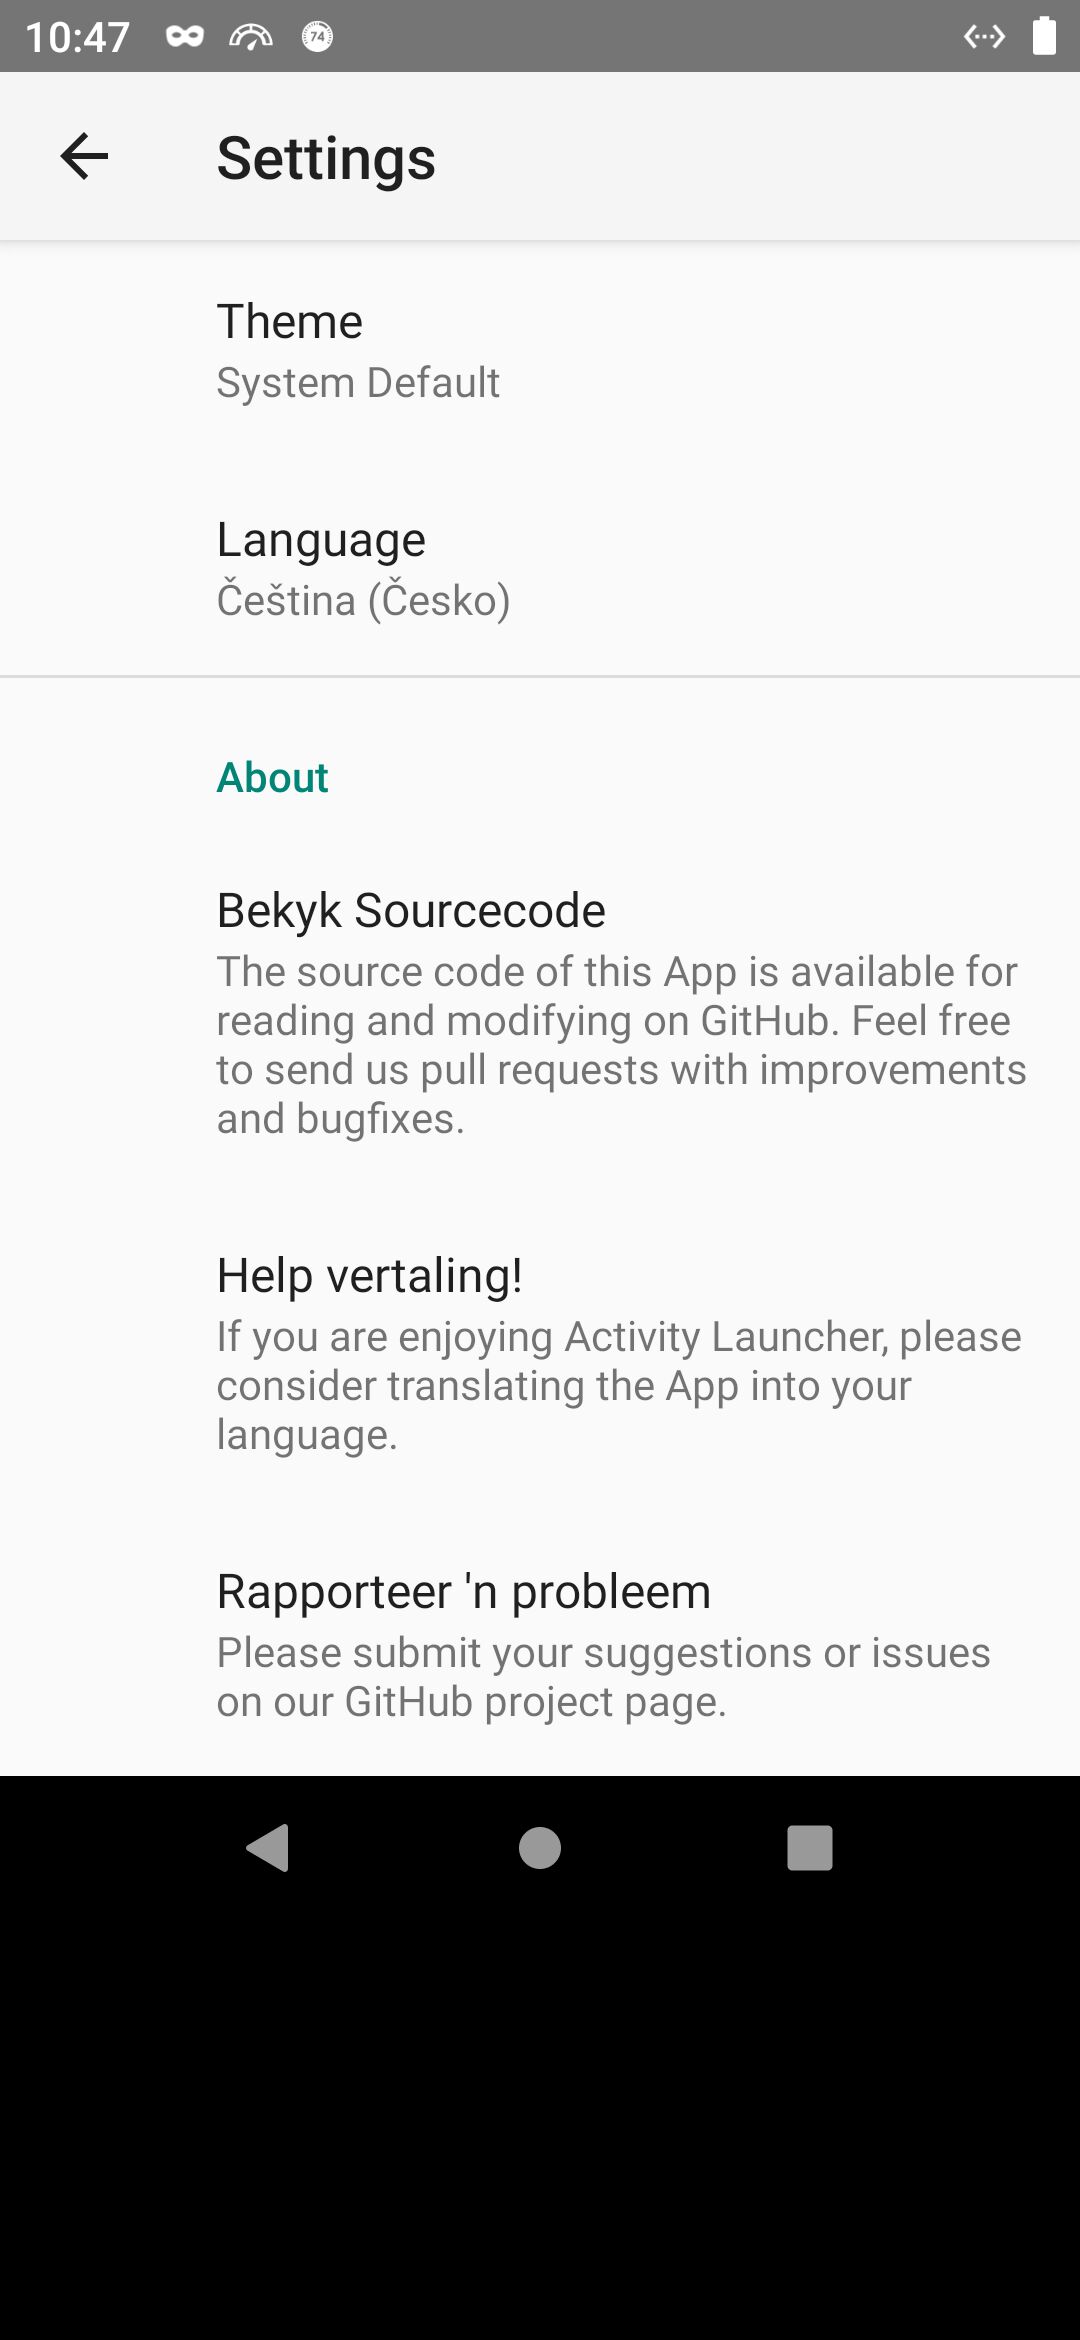 10:47
74
Settings
Theme
System Default
Language
Čeština (Česko)
About
Bekyk Sourcecode
The source code of this App is available for
reading and modifying on GitHub. Feel free
to send us pull requests with improvements
and bugfixes.
Help vertaling!
If you are enjoying Activity Launcher, please
consider translating the App into your
language.
Rapporteer 'n probleem
Please submit your suggestions or issues
on our GitHub project page.